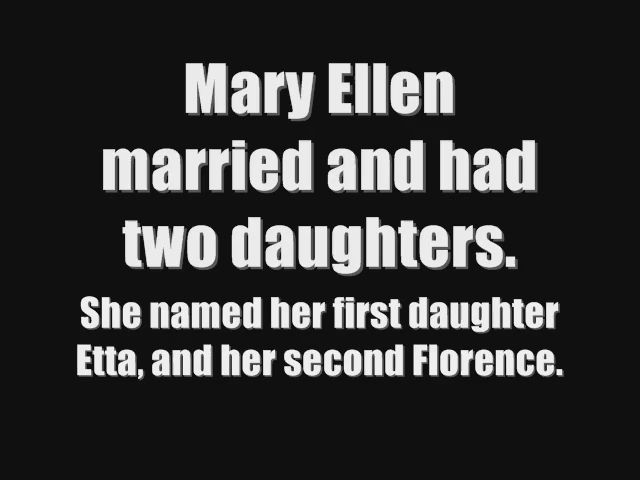 Mary Ellen
married and had
two daughters.
She named her first daughter
Etta, and her second Florence.